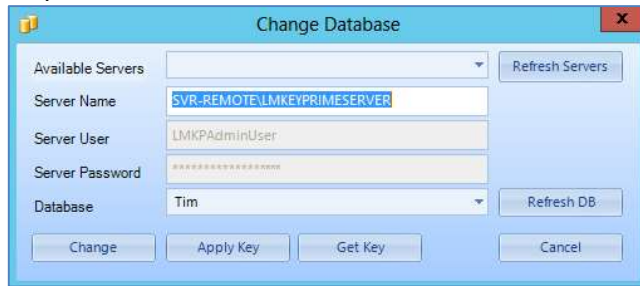 Change Database
x
Available Servers
Refresh Servers
Server Name
SVR-REMOTE\LMKEYPRIMESERVER
Server User
LMKPAdminUser
Server Password
******************
Database
Tim
Refresh DB
Change
Apply Key
Get Key
Cancel